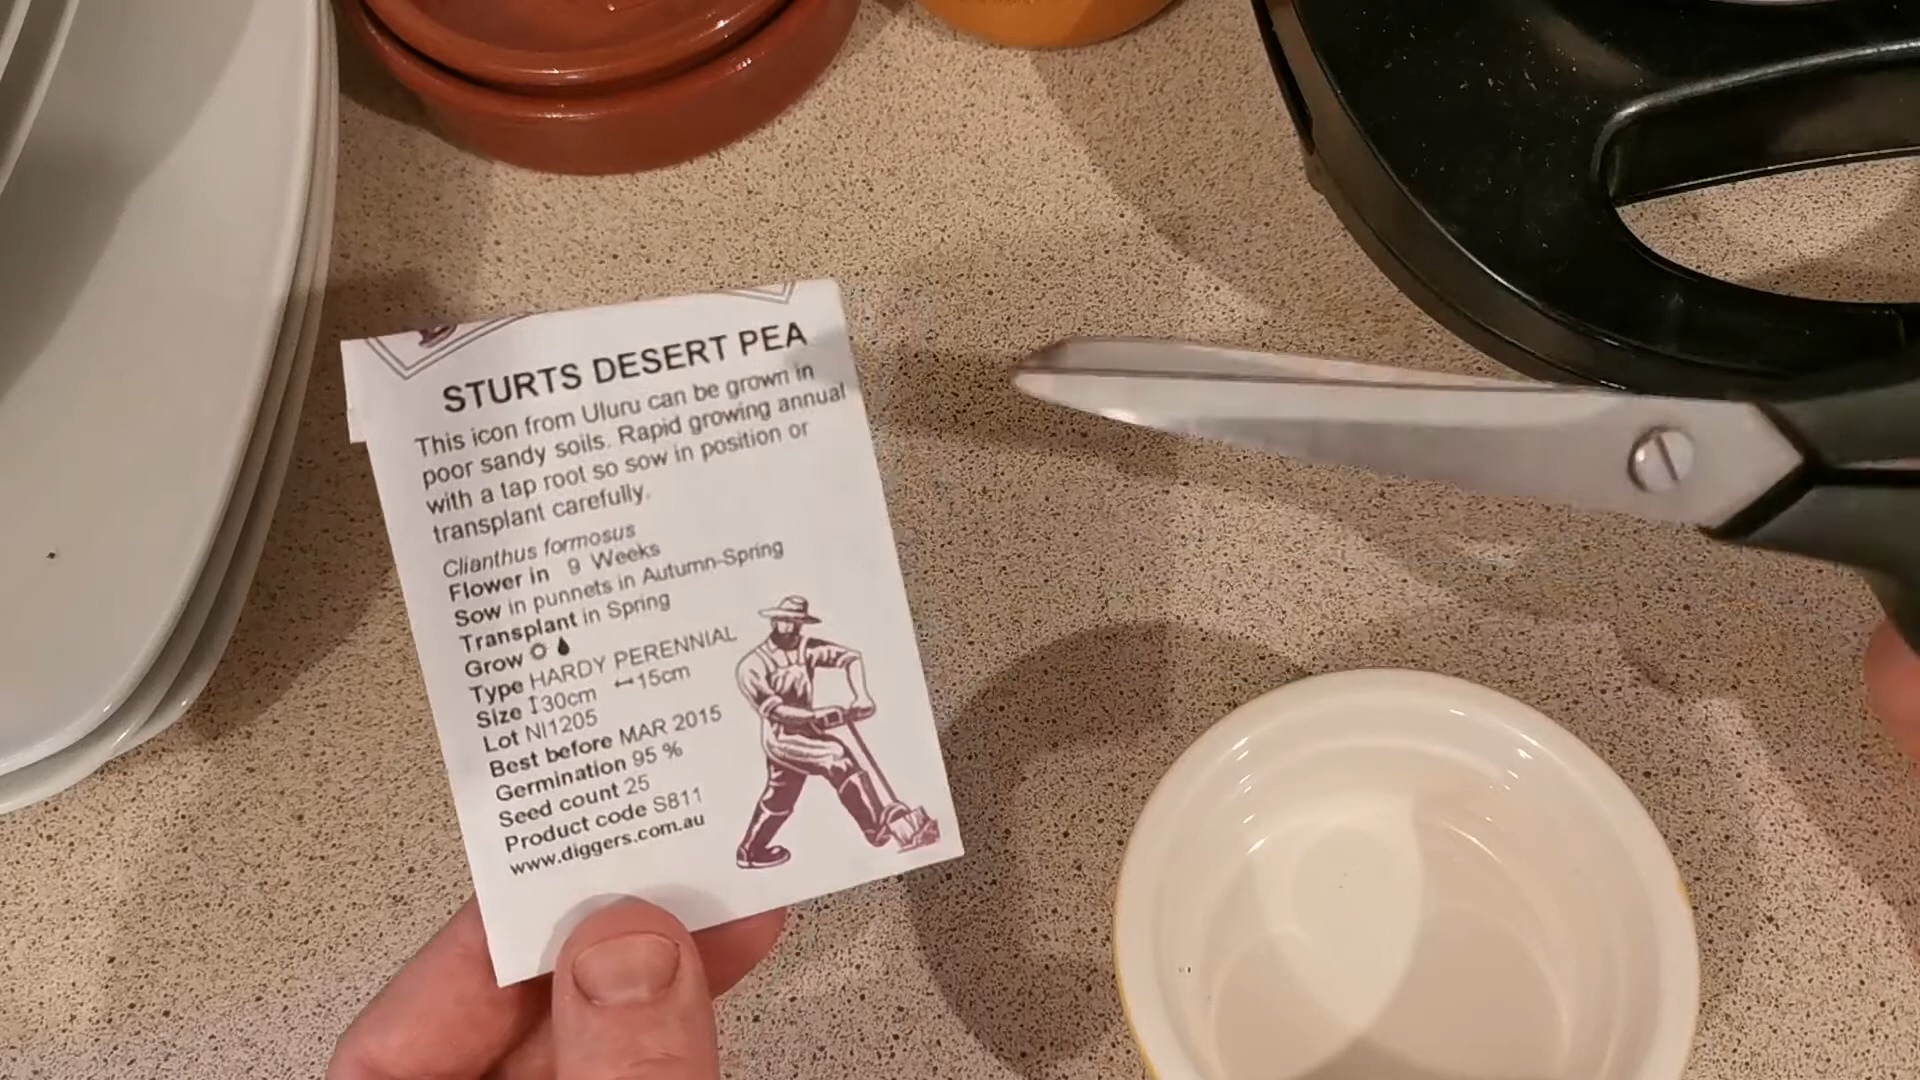 STURTS DESERT PEA
This icon from Uluru can be grown in
poor sandy soils. Rapid growing annual
with a tap root so sow in position or
transplant carefully.
Clianthus formosus
Flower in 9 Weeks
Sow in punnets in Autumn-Spring
Transplant in Spring
Grow
Type HARDY PERENNIAL
Size 30cm 15cm
Lot NI1205
Best before MAR 2015
Germination 95 %
Seed count 25
Product code S811
www.diggers.com.au